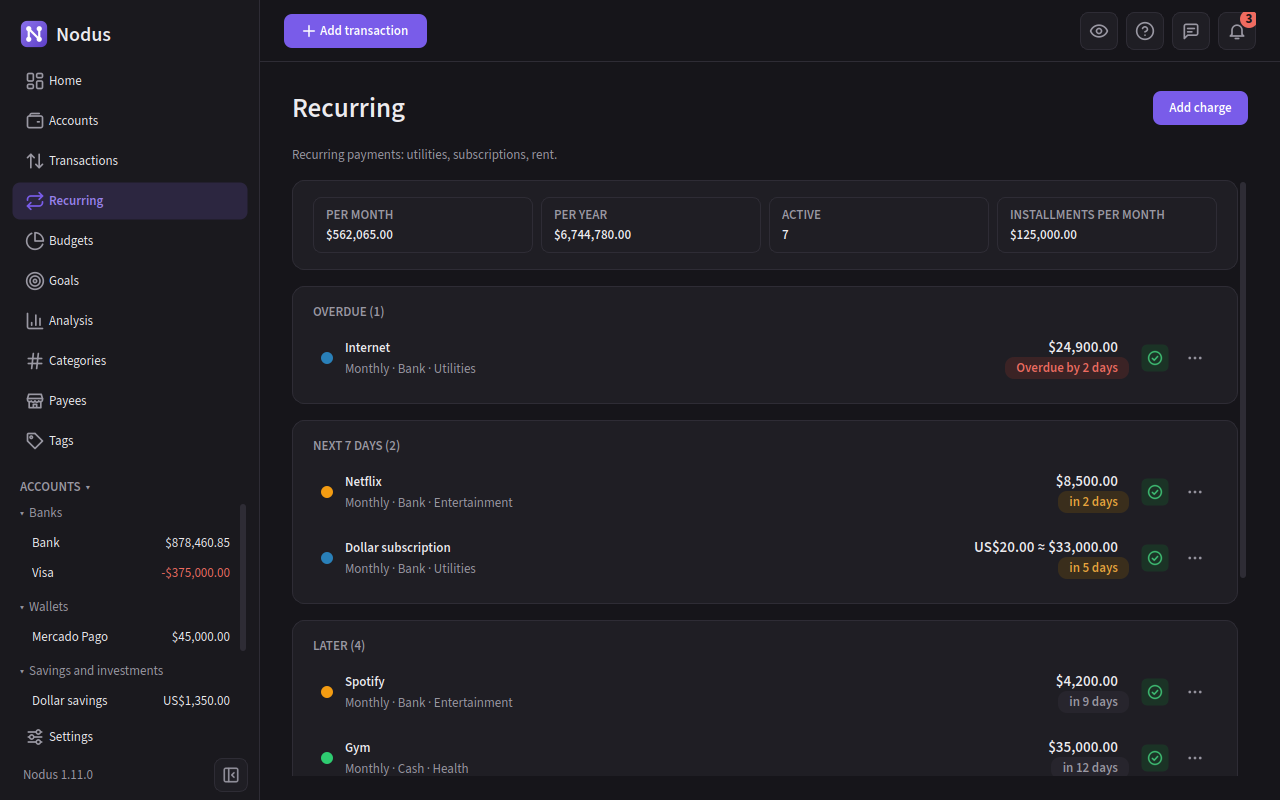 Nodus
Home
Accounts
Transactions
Recurring
Budgets
Goals
Analysis
Categories
Payees
Tags
ACCOUNTS
Banks
Bank $878,460.85
Visa -$375,000.00
Wallets
Mercado Pago $45,000.00
Savings and investments
Dollar savings US$1,350.00
Settings
Nodus 1.11.0
Add transaction
3
Recurring
Add charge
Recurring payments: utilities, subscriptions, rent.
PER MONTH
$562,065.00
PER YEAR
$6,744,780.00
ACTIVE
7
INSTALLMENTS PER MONTH
$125,000.00
OVERDUE (1)
Internet
Monthly · Bank · Utilities
$24,900.00
Overdue by 2 days
NEXT 7 DAYS (2)
Netflix
Monthly · Bank · Entertainment
$8,500.00
in 2 days
Dollar subscription
Monthly · Bank · Utilities
US$20.00 ≈ $33,000.00
in 5 days
LATER (4)
Spotify
Monthly · Bank · Entertainment
$4,200.00
in 9 days
Gym
Monthly · Cash · Health
$35,000.00
in 12 days